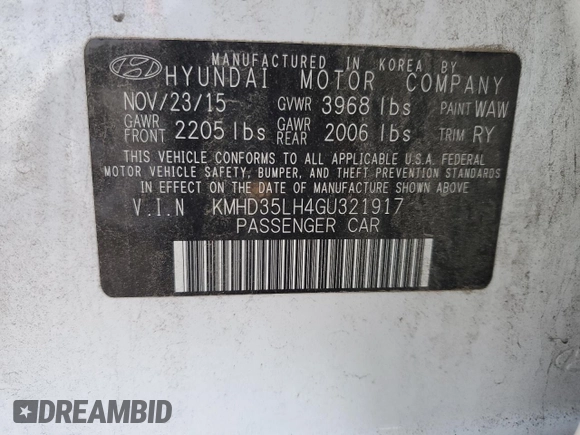 MANUFACTURED IN KOREA BY
HYUNDAI MOTOR COMPANY
NOV/23/15 GVWR 3968 lbs PAINT WAW
GAWR FRONT 2205 lbs GAWR REAR 2006 lbs TRIM RY
THIS VEHICLE CONFORMS TO ALL APPLICABLE U.S.A. FEDERAL
MOTOR VEHICLE SAFETY, BUMPER, AND THEFT PREVENTION STANDARDS
IN EFFECT ON THE DATE OF MANUFACTURE SHOWN ABOVE
V.I.N KMHD35LH4GU321917
PASSENGER CAR
DREAMBID